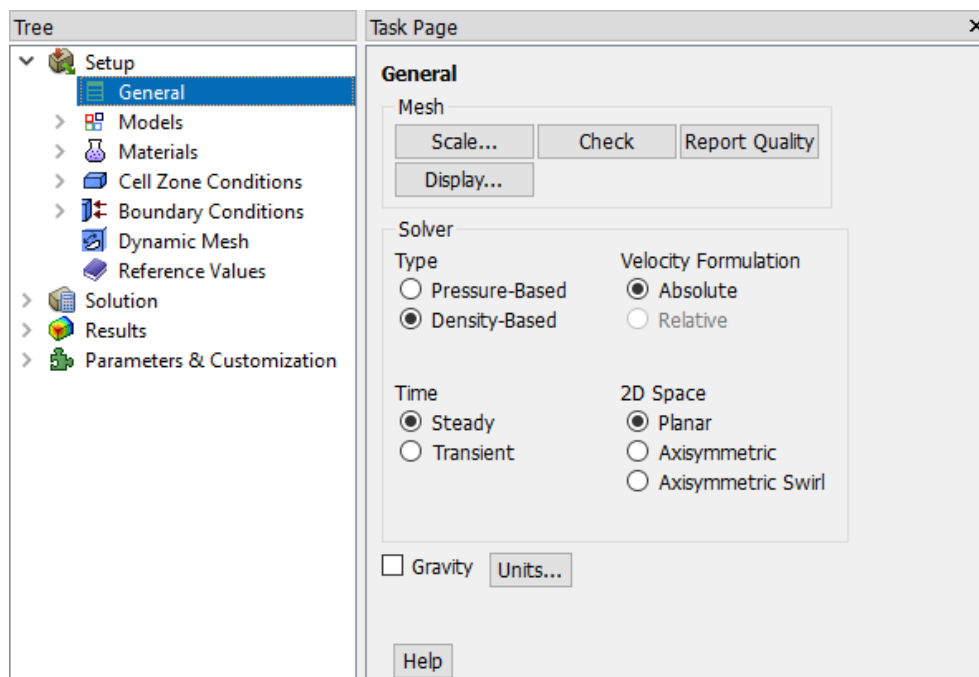 Tree
Setup
General
Models
Materials
Cell Zone Conditions
Boundary Conditions
Dynamic Mesh
Reference Values
Solution
Results
Parameters & Customization
Task Page
General
Mesh
Scale... Check Report Quality
Display...
Solver
Type Velocity Formulation
Pressure-Based Absolute
Density-Based Relative
Time 2D Space
Steady Planar
Transient Axisymmetric
Axisymmetric Swirl
Gravity Units...
Help